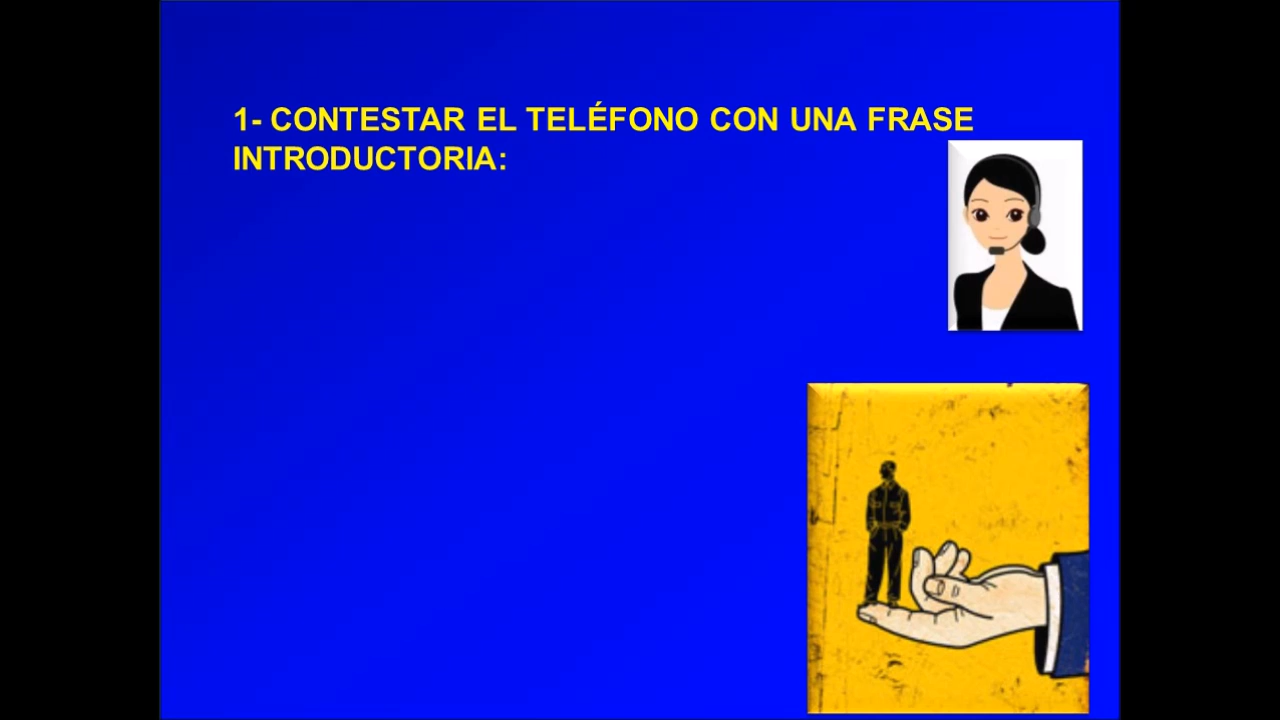 1- CONTESTAR EL TELÉFONO CON UNA FRASE
INTRODUCTORIA: